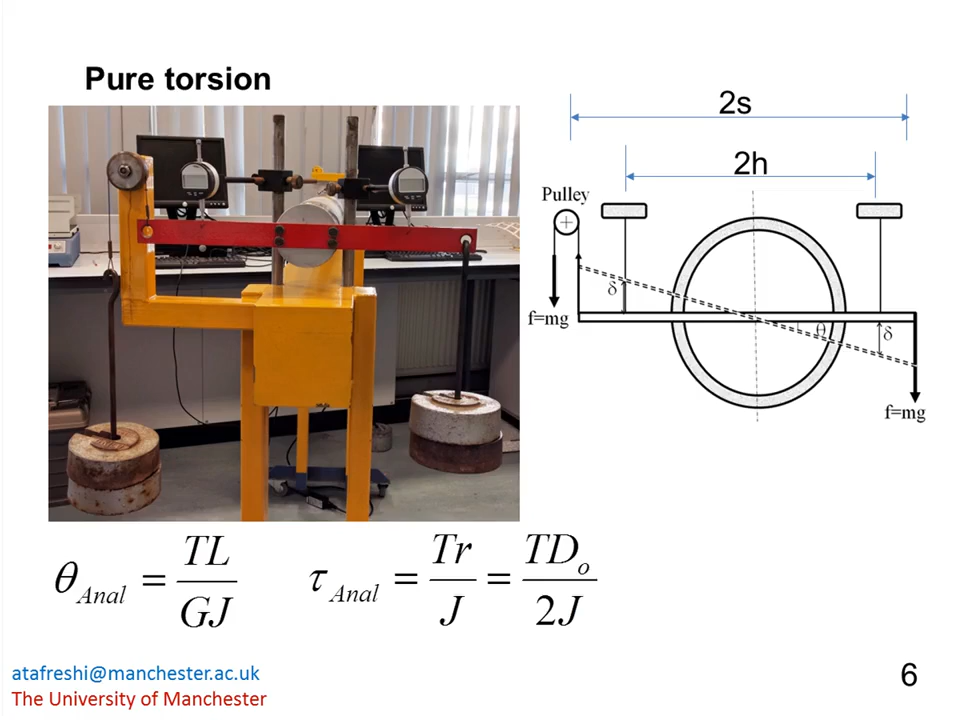 Pure torsion
2s
2h
Pulley
+
δ
f=mg
θ
δ
f=mg
θ_Anal = TL/GJ
τ_Anal = Tr/J = TD_o/2J
atafreshi@manchester.ac.uk
The University of Manchester
6